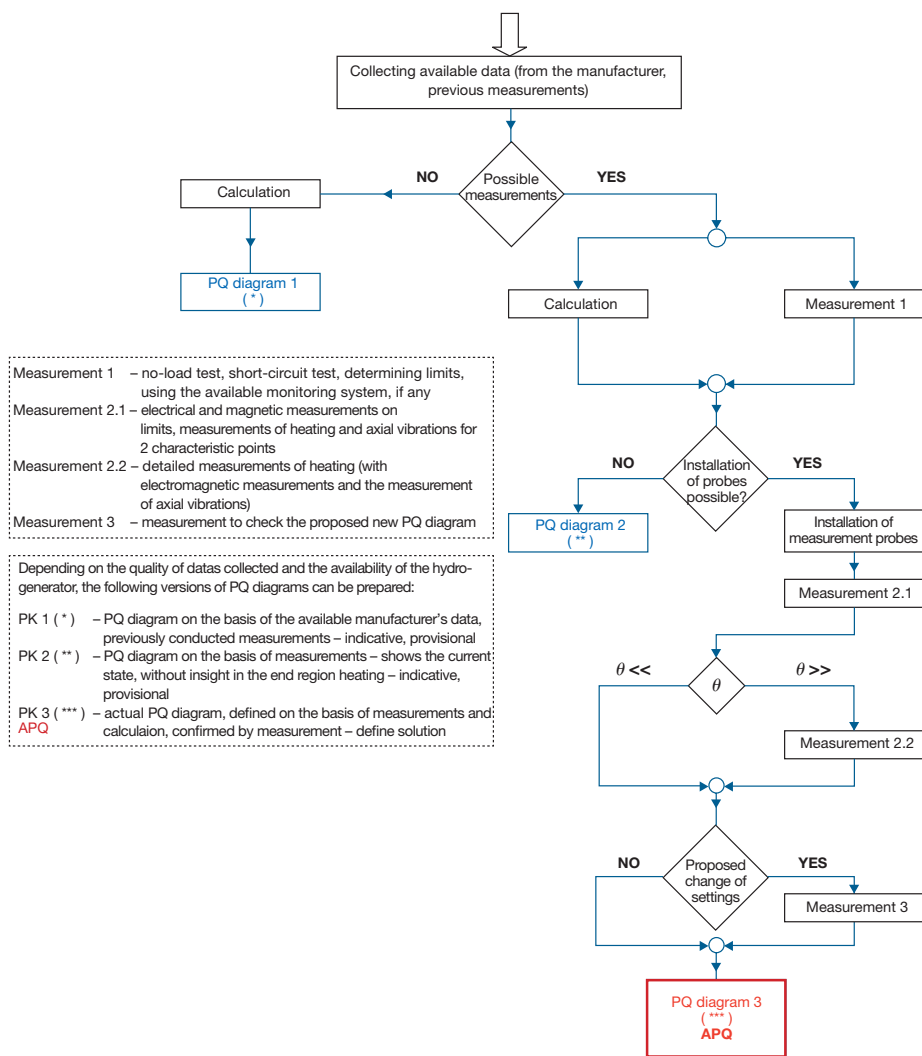 Collecting available data (from the manufacturer,
previous measurements)
NO
Possible
measurements
YES
Calculation
PQ diagram 1
( * )
Calculation
Measurement 1
Measurement 1 – no-load test, short-circuit test, determining limits,
using the available monitoring system, if any
Measurement 2.1 – electrical and magnetic measurements on
limits, measurements of heating and axial vibrations for
2 characteristic points
Measurement 2.2 – detailed measurements of heating (with
electromagnetic measurements and the measurement
of axial vibrations)
Measurement 3 – measurement to check the proposed new PQ diagram
NO
Installation
of probes
possible?
YES
PQ diagram 2
( ** )
Installation of
measurement probes
Measurement 2.1
Depending on the quality of datas collected and the availability of the hydro-
generator, the following versions of PQ diagrams can be prepared:
PK 1 ( * ) – PQ diagram on the basis of the available manufacturer's data,
previously conducted measurements – indicative, provisional
PK 2 ( ** ) – PQ diagram on the basis of measurements – shows the current
state, without insight in the end region heating – indicative,
provisional
PK 3 ( *** ) – actual PQ diagram, defined on the basis of measurements and
APQ calculaion, confirmed by measurement – define solution
θ <<
θ
θ >>
Measurement 2.2
NO
Proposed
change of
settings
YES
Measurement 3
PQ diagram 3
( *** )
APQ